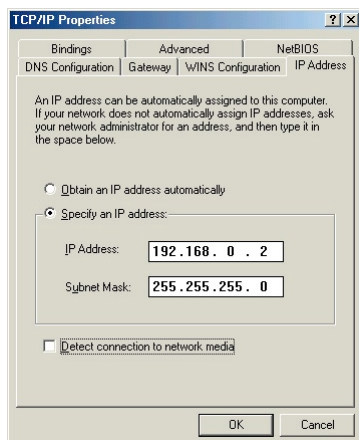 TCP/IP Properties
Bindings Advanced NetBIOS
DNS Configuration Gateway WINS Configuration IP Address
An IP address can be automatically assigned to this computer.
If your network does not automatically assign IP addresses, ask
your network administrator for an address, and then type it in
the space below.
Obtain an IP address automatically
Specify an IP address:
IP Address: 192.168. 0 . 2
Subnet Mask: 255.255.255. 0
Detect connection to network media
OK Cancel